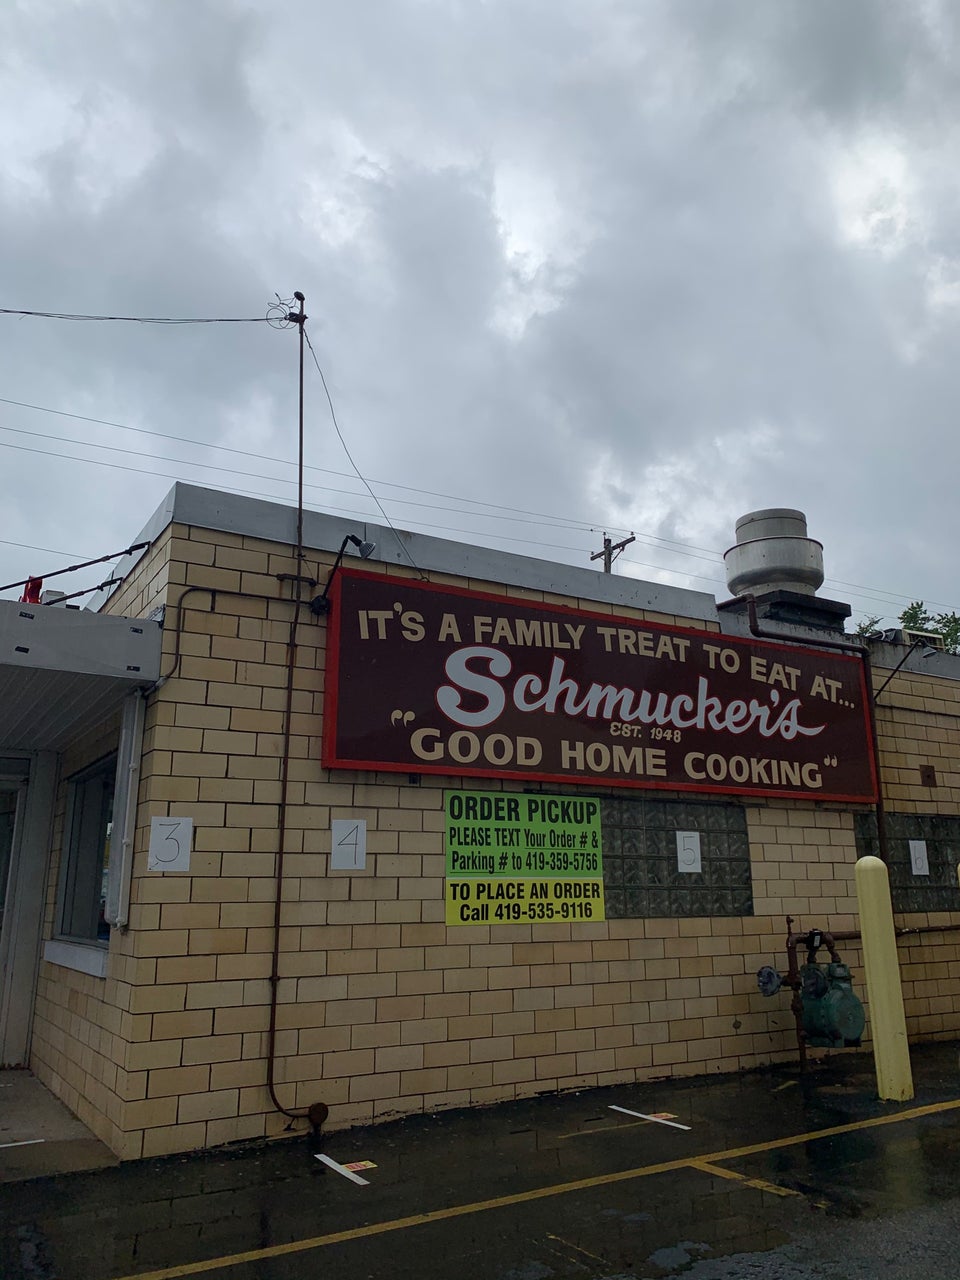 IT'S A FAMILY TREAT TO EAT AT...
Schmucker's
EST. 1948
"GOOD HOME COOKING"
ORDER PICKUP
PLEASE TEXT Your Order # &
Parking # to 419-359-5756
TO PLACE AN ORDER
Call 419-535-9116
3
4
5
6